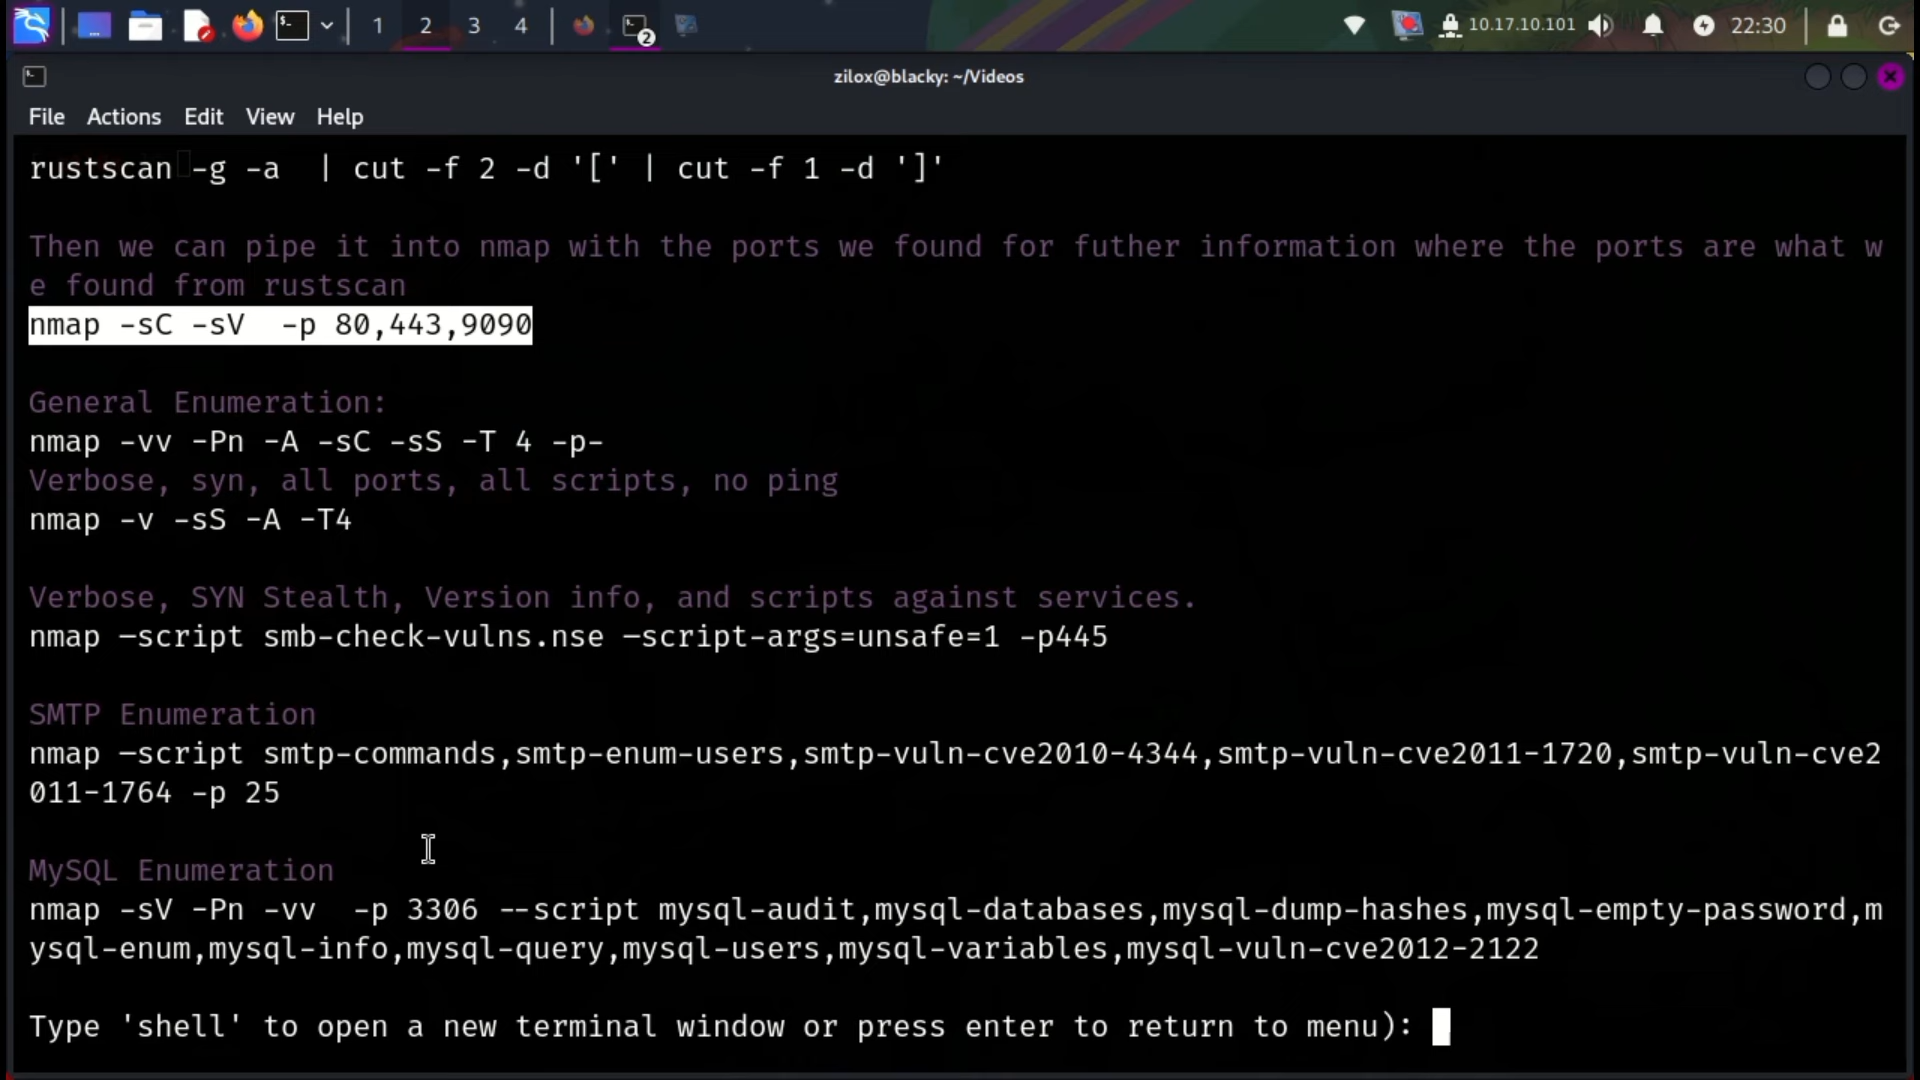 1 2 3 4 2 10.17.10.101 22:30
zilox@blacky: ~/Videos
File Actions Edit View Help
rustscan -g -a  | cut -f 2 -d '[' | cut -f 1 -d ']'
Then we can pipe it into nmap with the ports we found for futher information where the ports are what w
e found from rustscan
nmap -sC -sV  -p 80,443,9090
General Enumeration:
nmap -vv -Pn -A -sC -sS -T 4 -p-
Verbose, syn, all ports, all scripts, no ping
nmap -v -sS -A -T4
Verbose, SYN Stealth, Version info, and scripts against services.
nmap –script smb-check-vulns.nse –script-args=unsafe=1 -p445
SMTP Enumeration
nmap –script smtp-commands,smtp-enum-users,smtp-vuln-cve2010-4344,smtp-vuln-cve2011-1720,smtp-vuln-cve2
011-1764 -p 25
MySQL Enumeration
nmap -sV -Pn -vv  -p 3306 --script mysql-audit,mysql-databases,mysql-dump-hashes,mysql-empty-password,m
ysql-enum,mysql-info,mysql-query,mysql-users,mysql-variables,mysql-vuln-cve2012-2122
Type 'shell' to open a new terminal window or press enter to return to menu):